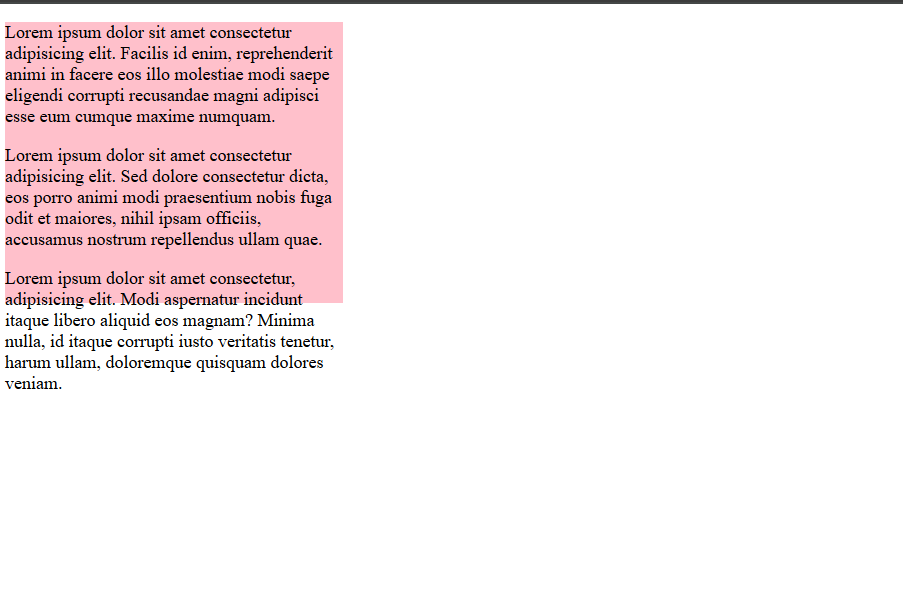 Lorem ipsum dolor sit amet consectetur
adipisicing elit. Facilis id enim, reprehenderit
animi in facere eos illo molestiae modi saepe
eligendi corrupti recusandae magni adipisci
esse eum cumque maxime numquam.
Lorem ipsum dolor sit amet consectetur
adipisicing elit. Sed dolore consectetur dicta,
eos porro animi modi praesentium nobis fuga
odit et maiores, nihil ipsam officiis,
accusamus nostrum repellendus ullam quae.
Lorem ipsum dolor sit amet consectetur,
adipisicing elit. Modi aspernatur incidunt
itaque libero aliquid eos magnam? Minima
nulla, id itaque corrupti iusto veritatis tenetur,
harum ullam, doloremque quisquam dolores
veniam.